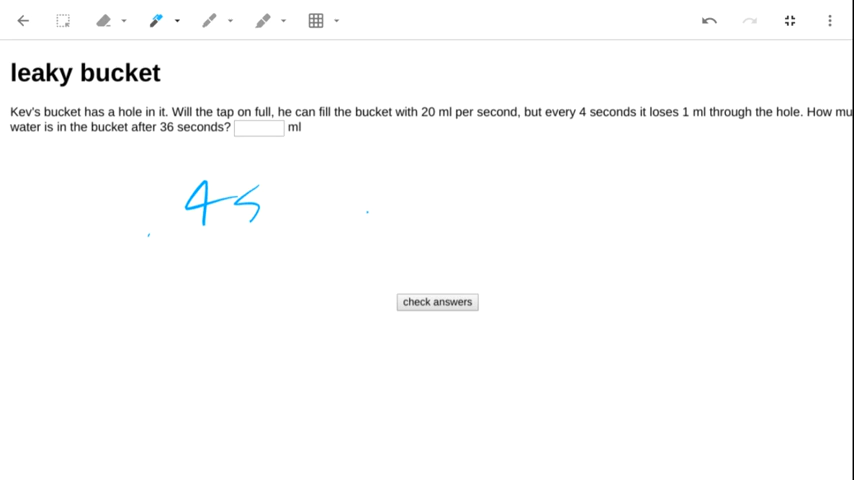 leaky bucket
Kev's bucket has a hole in it. Will the tap on full, he can fill the bucket with 20 ml per second, but every 4 seconds it loses 1 ml through the hole. How mu
water is in the bucket after 36 seconds? ml
4s
check answers